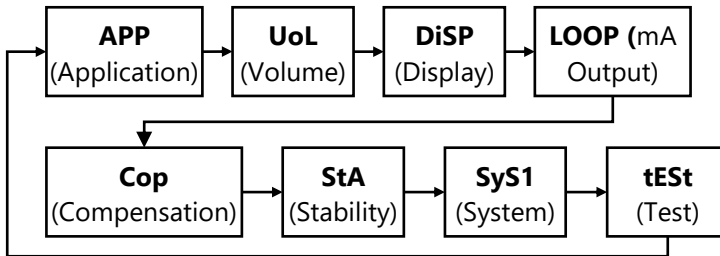 APP
(Application)
UoL
(Volume)
DiSP
(Display)
LOOP (mA
Output)
Cop
(Compensation)
StA
(Stability)
SyS1
(System)
tESt
(Test)